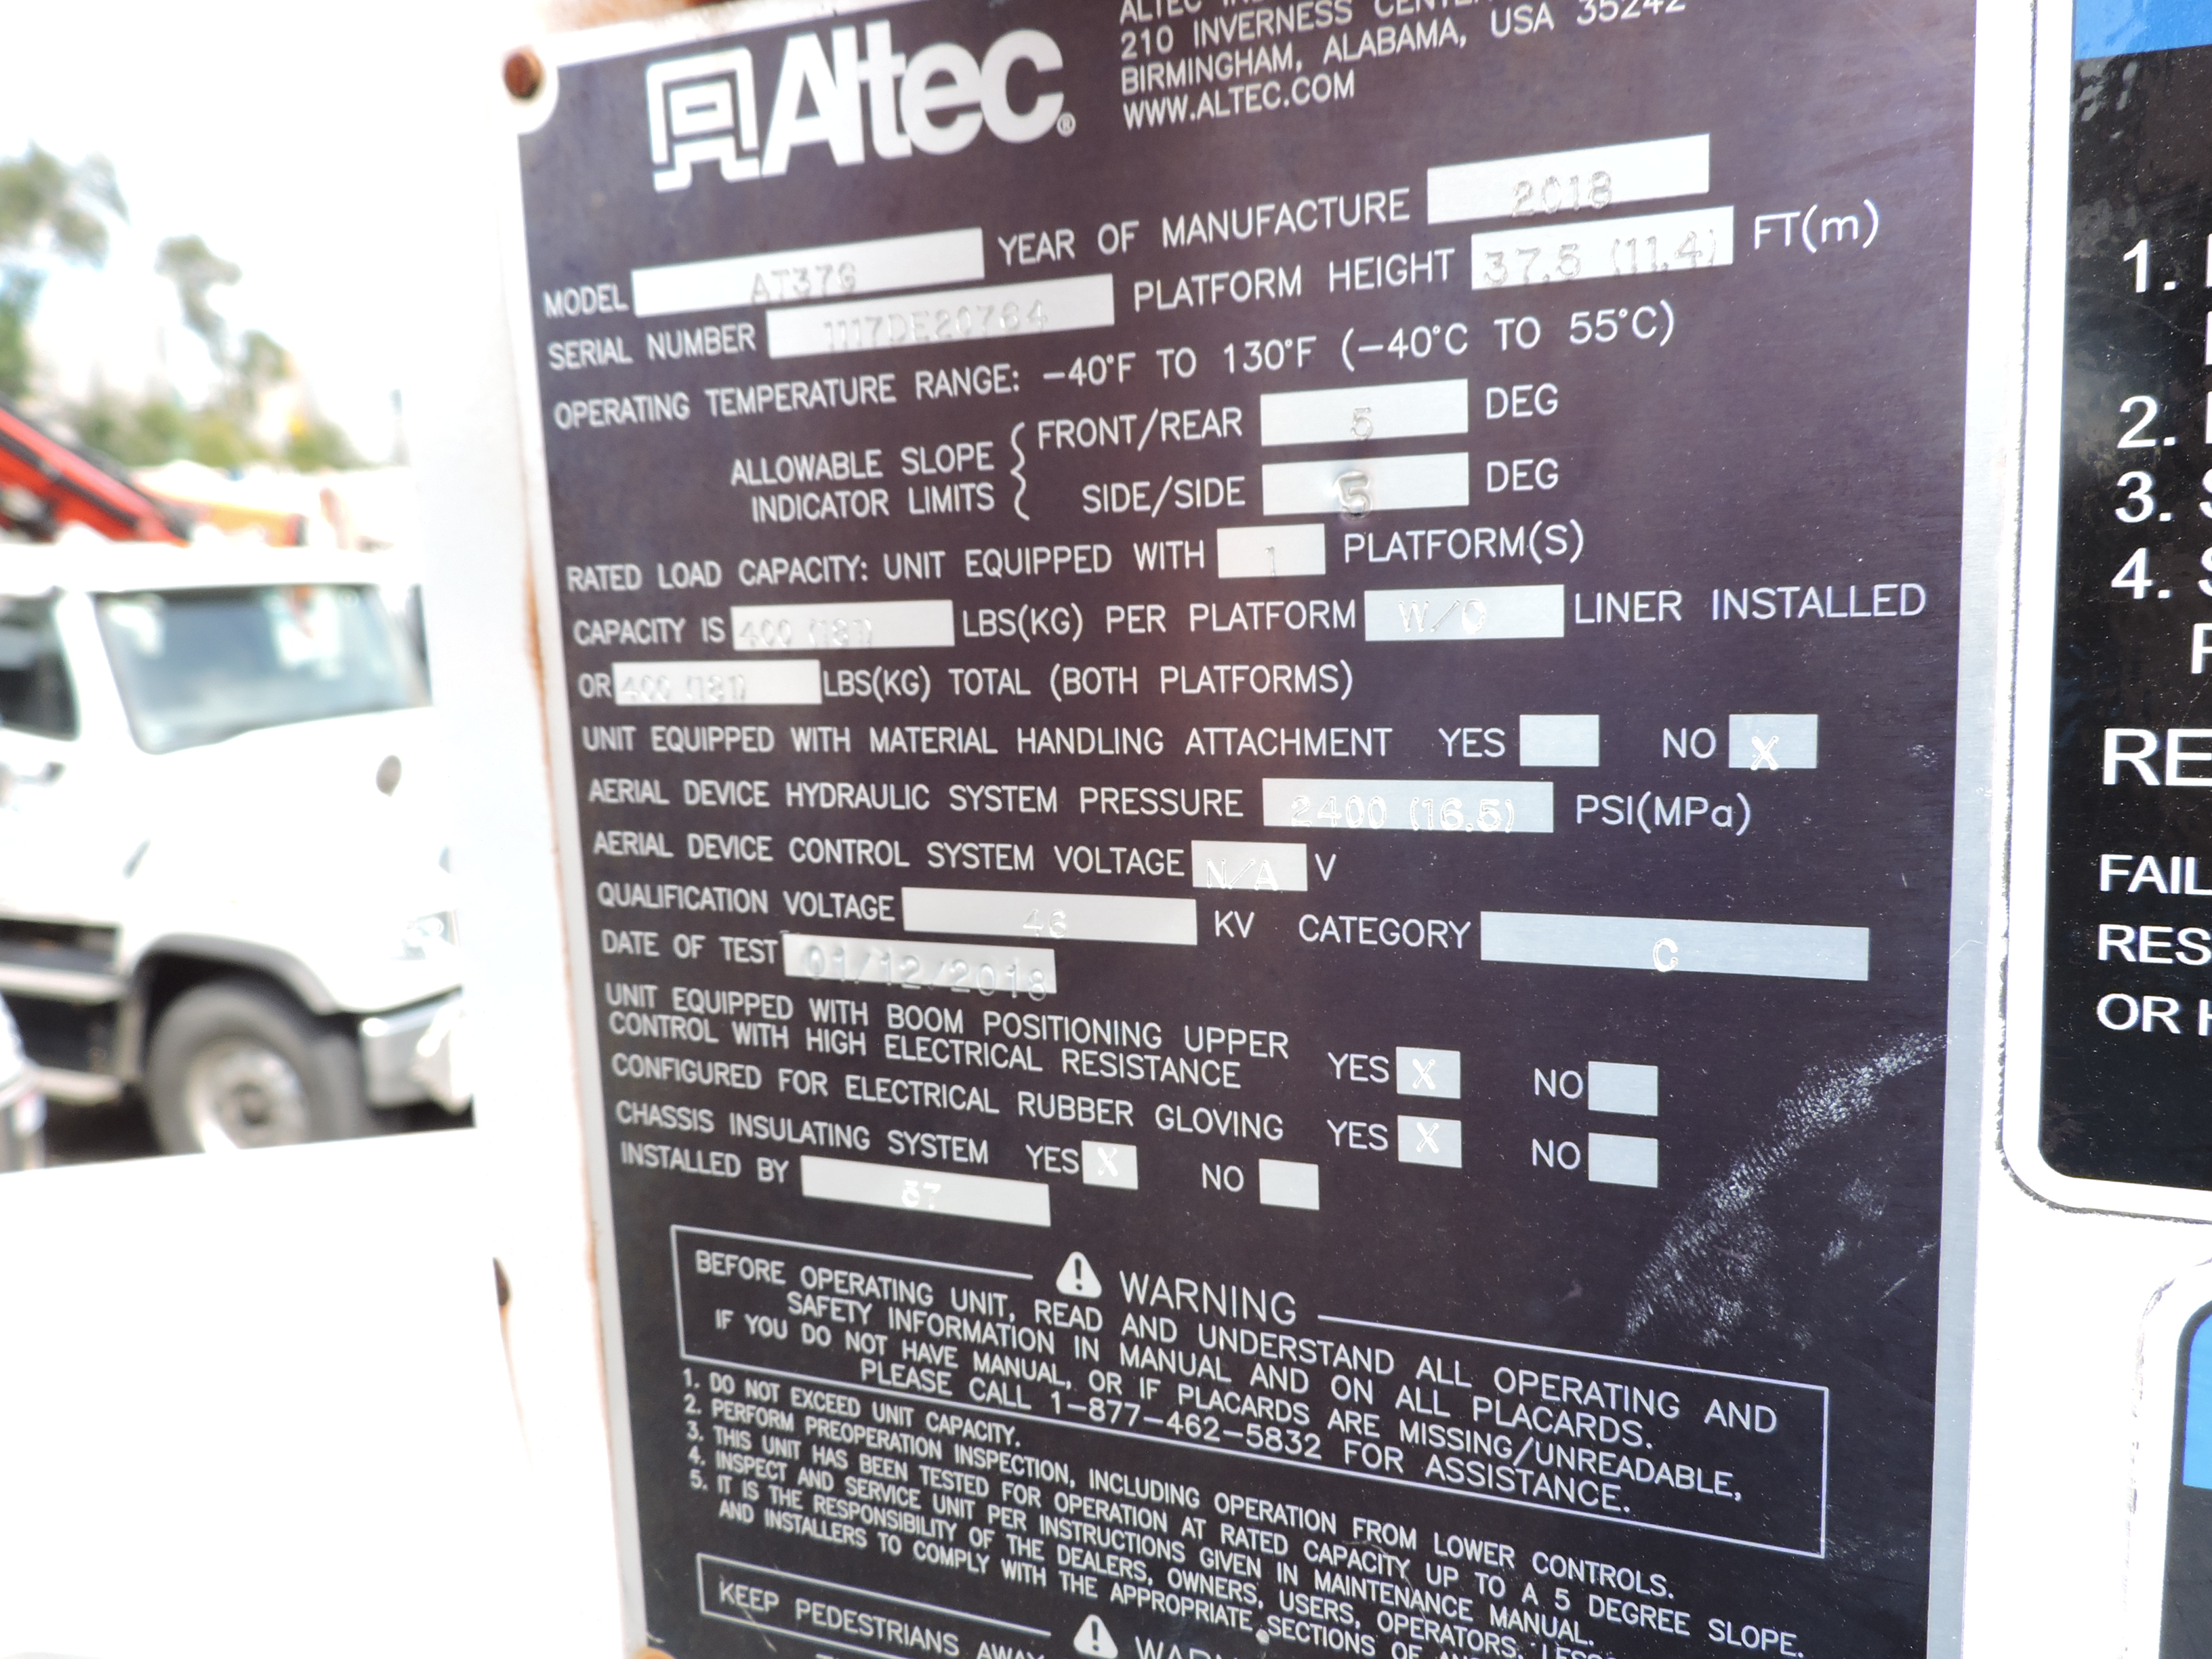 Altec®
ALTEC
210 INVERNESS
BIRMINGHAM, ALABAMA, USA 35242
WWW.ALTEC.COM
MODEL AT37G YEAR OF MANUFACTURE 2018
SERIAL NUMBER 1117DE20764 PLATFORM HEIGHT 37.5 (11.4) FT(m)
OPERATING TEMPERATURE RANGE: -40°F TO 130°F (-40°C TO 55°C)
ALLOWABLE SLOPE INDICATOR LIMITS { FRONT/REAR 5 DEG
SIDE/SIDE 5 DEG
RATED LOAD CAPACITY: UNIT EQUIPPED WITH 1 PLATFORM(S)
CAPACITY IS 400 (181) LBS(KG) PER PLATFORM W/O LINER INSTALLED
OR 400 (181) LBS(KG) TOTAL (BOTH PLATFORMS)
UNIT EQUIPPED WITH MATERIAL HANDLING ATTACHMENT YES NO X
AERIAL DEVICE HYDRAULIC SYSTEM PRESSURE 2400 (16.5) PSI(MPa)
AERIAL DEVICE CONTROL SYSTEM VOLTAGE N/A V
QUALIFICATION VOLTAGE 46 KV CATEGORY C
DATE OF TEST 01/12/2018
UNIT EQUIPPED WITH BOOM POSITIONING UPPER
CONTROL WITH HIGH ELECTRICAL RESISTANCE YES X NO
CONFIGURED FOR ELECTRICAL RUBBER GLOVING YES X NO
CHASSIS INSULATING SYSTEM YES X NO
INSTALLED BY 37
WARNING
BEFORE OPERATING UNIT, READ AND UNDERSTAND ALL OPERATING AND
SAFETY INFORMATION IN MANUAL AND ON ALL PLACARDS.
IF YOU DO NOT HAVE MANUAL, OR IF PLACARDS ARE MISSING/UNREADABLE,
PLEASE CALL 1-877-462-5832 FOR ASSISTANCE.
1. DO NOT EXCEED UNIT CAPACITY.
2. PERFORM PREOPERATION INSPECTION, INCLUDING OPERATION FROM LOWER CONTROLS.
3. THIS UNIT HAS BEEN TESTED FOR OPERATION AT RATED CAPACITY UP TO A 5 DEGREE SLOPE.
4. INSPECT AND SERVICE UNIT PER INSTRUCTIONS GIVEN IN MAINTENANCE MANUAL.
5. IT IS THE RESPONSIBILITY OF THE DEALERS, OWNERS, USERS, OPERATORS,
AND INSTALLERS TO COMPLY WITH THE APPROPRIATE SECTIONS OF
KEEP PEDESTRIANS AWAY
1.
2.
3.
4.
RE
FAIL
RES
OR